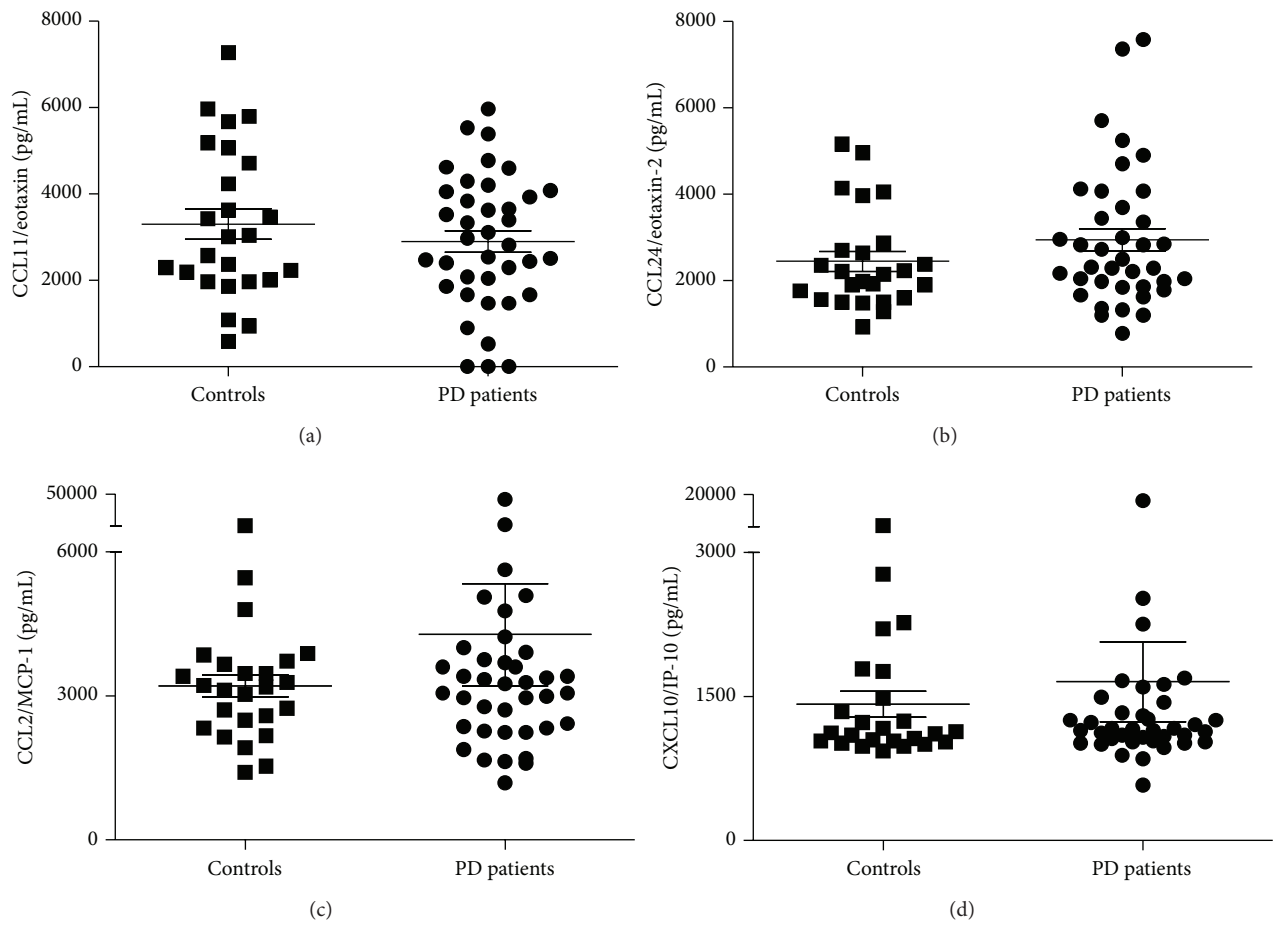 CCL11/eotaxin (pg/mL)
8000
6000
4000
2000
0
Controls
PD patients
(a)
CCL24/eotaxin-2 (pg/mL)
8000
6000
4000
2000
0
Controls
PD patients
(b)
CCL2/MCP-1 (pg/mL)
50000
6000
3000
0
Controls
PD patients
(c)
CXCL10/IP-10 (pg/mL)
20000
3000
1500
0
Controls
PD patients
(d)